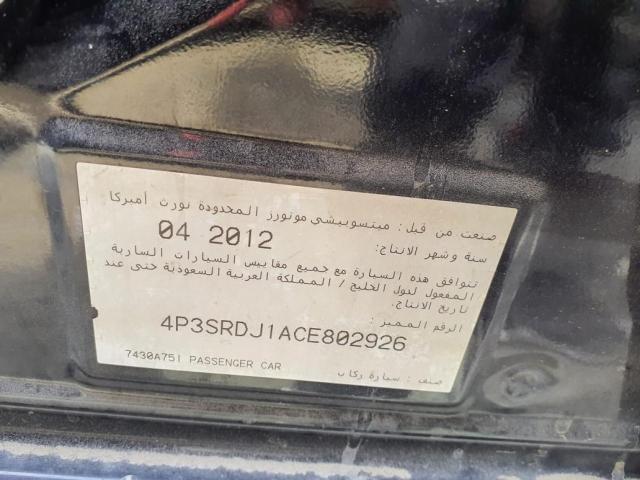 صنعت من قبل : ميتسوبيشي موتورز المحدودة نورث أميركا
سنة وشهر الانتاج: 04 2012
تتوافق هذه السيارة مع جميع مقاييس السيارات السارية
المفعول لدول الخليج / المملكة العربية السعودية حتى عند
تاريخ الانتاج.
الرقم المميز :
4P3SRDJ1ACE802926
صنف : سيارة ركاب
7430A751 PASSENGER CAR